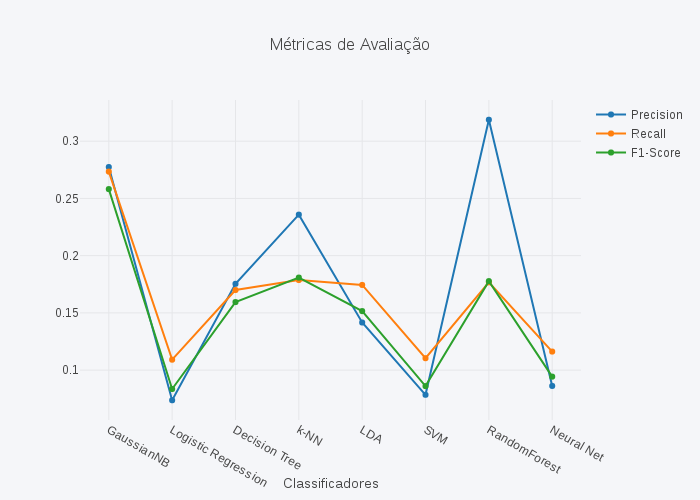 Métricas de Avaliação
Precision
Recall
F1-Score
0.3
0.25
0.2
0.15
0.1
GaussianNB
Logistic Regression
Decision Tree
k-NN
LDA
SVM
RandomForest
Neural Net
Classificadores